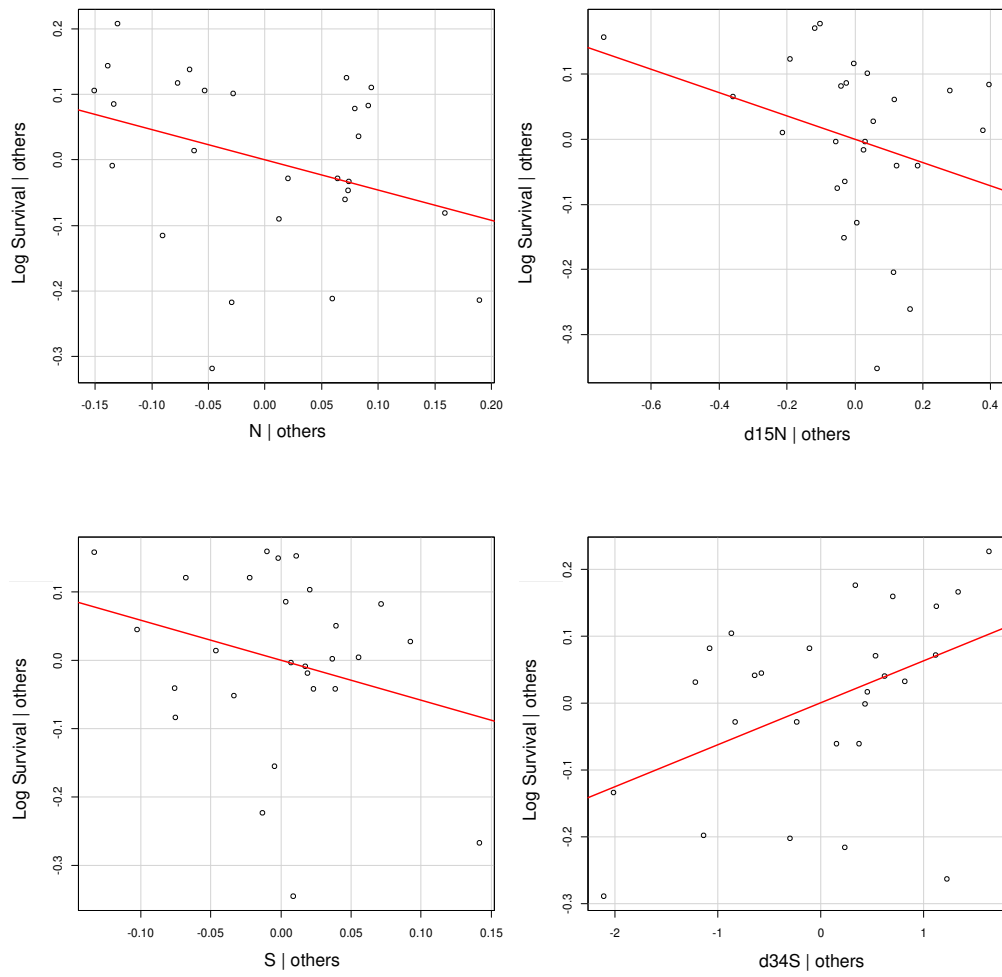 0.2
0.1
0.0
-0.1
-0.2
-0.3
Log Survival | others
-0.15 -0.10 -0.05 0.00 0.05 0.10 0.15 0.20
N | others
0.1
0.0
-0.1
-0.2
-0.3
Log Survival | others
-0.6 -0.4 -0.2 0.0 0.2 0.4
d15N | others
0.1
0.0
-0.1
-0.2
-0.3
Log Survival | others
-0.10 -0.05 0.00 0.05 0.10 0.15
S | others
0.2
0.1
0.0
-0.1
-0.2
-0.3
Log Survival | others
-2 -1 0 1
d34S | others